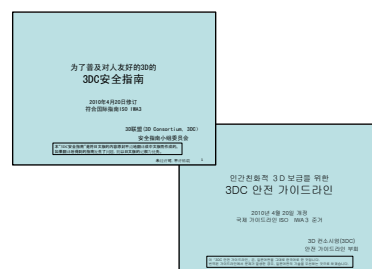 为了普及对人友好的3D的
3DC安全指南
2010年4月20日修订
符合国际指南ISO IWA3
3D联盟(3D Consortium, 3DC)
安全指南小组委员会
인간친화적 3D 보급을 위한
3DC 안전 가이드라인
2010년 4월 20일 개정
국제 가이드라인 ISO IWA3 준거
3D 컨소시엄(3DC)
안전 가이드라인 부회